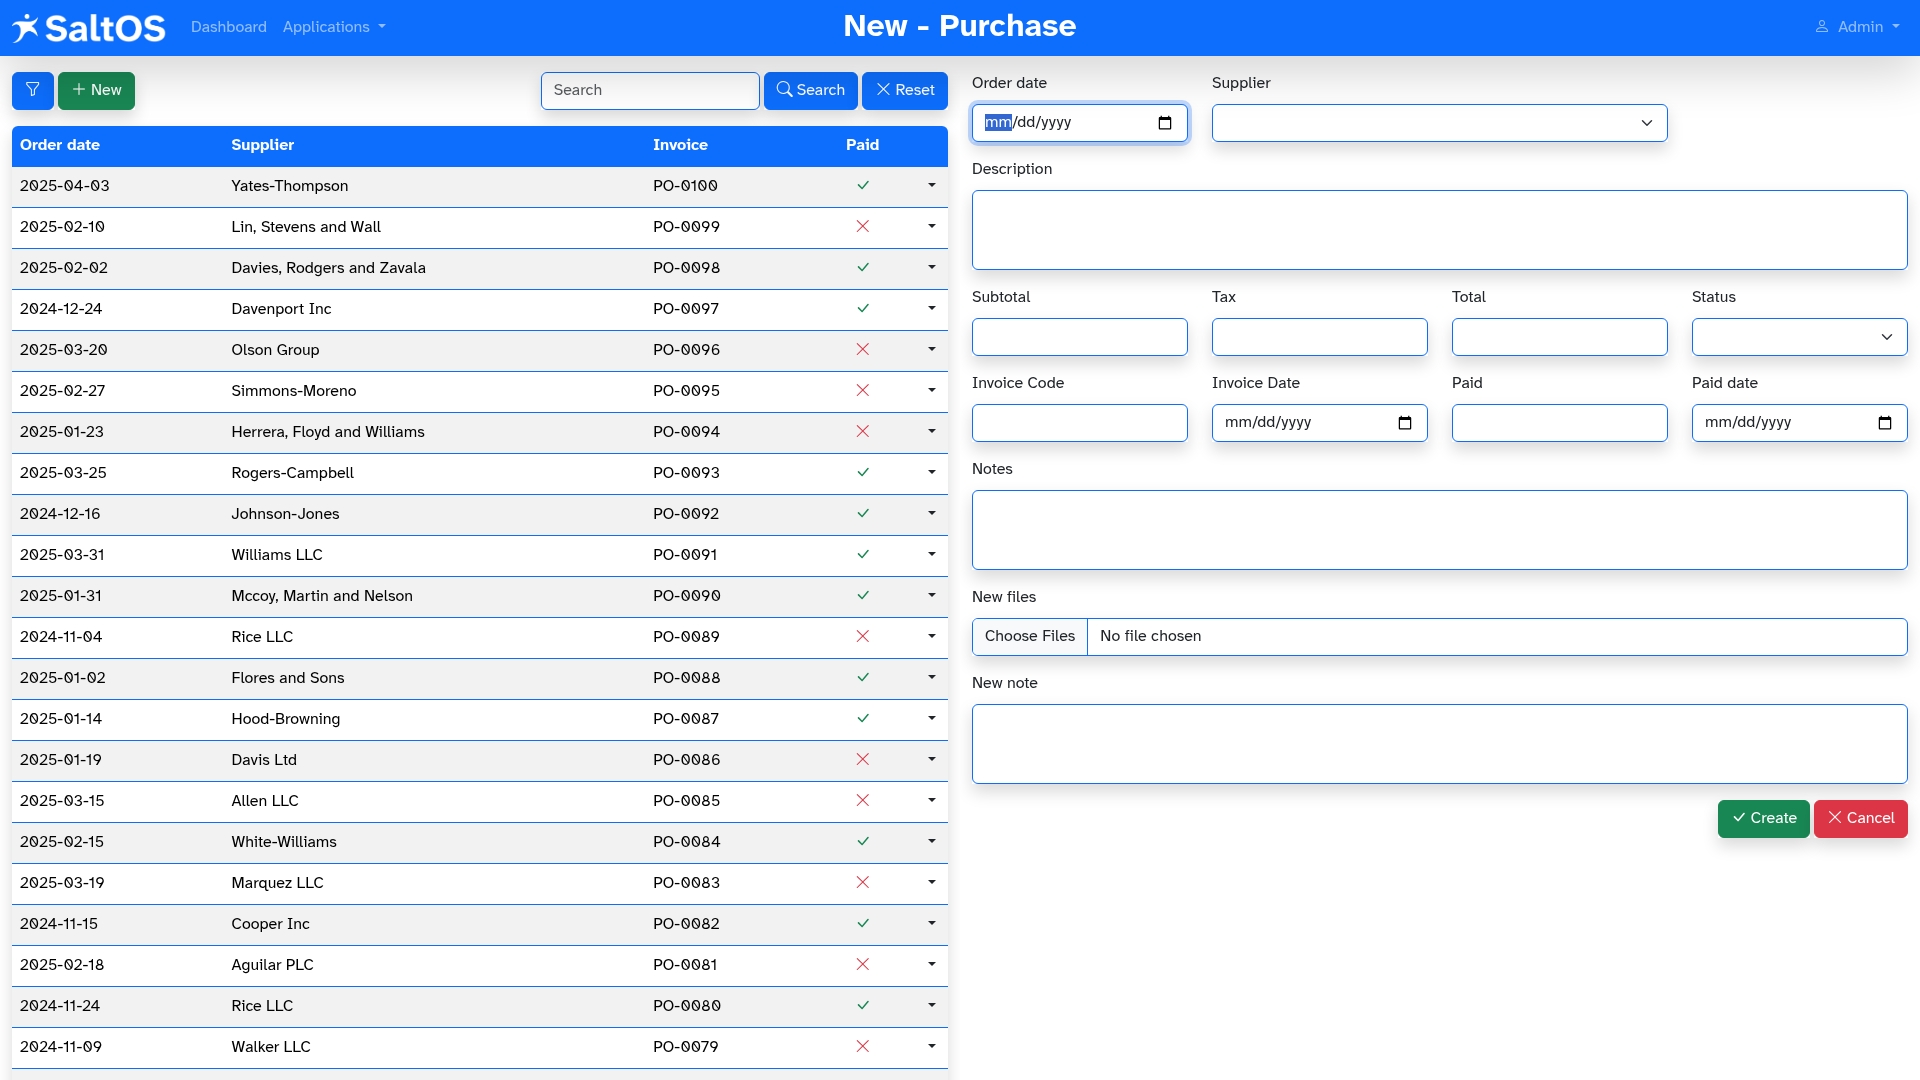 SaltOS Dashboard Applications New - Purchase Admin
New Search Search Reset
Order date Supplier Invoice Paid
2025-04-03 Yates-Thompson PO-0100
2025-02-10 Lin, Stevens and Wall PO-0099
2025-02-02 Davies, Rodgers and Zavala PO-0098
2024-12-24 Davenport Inc PO-0097
2025-03-20 Olson Group PO-0096
2025-02-27 Simmons-Moreno PO-0095
2025-01-23 Herrera, Floyd and Williams PO-0094
2025-03-25 Rogers-Campbell PO-0093
2024-12-16 Johnson-Jones PO-0092
2025-03-31 Williams LLC PO-0091
2025-01-31 Mccoy, Martin and Nelson PO-0090
2024-11-04 Rice LLC PO-0089
2025-01-02 Flores and Sons PO-0088
2025-01-14 Hood-Browning PO-0087
2025-01-19 Davis Ltd PO-0086
2025-03-15 Allen LLC PO-0085
2025-02-15 White-Williams PO-0084
2025-03-19 Marquez LLC PO-0083
2024-11-15 Cooper Inc PO-0082
2025-02-18 Aguilar PLC PO-0081
2024-11-24 Rice LLC PO-0080
2024-11-09 Walker LLC PO-0079
Order date Supplier
mm/dd/yyyy
Description
Subtotal Tax Total Status
Invoice Code Invoice Date Paid Paid date
mm/dd/yyyy mm/dd/yyyy
Notes
New files
Choose Files No file chosen
New note
Create Cancel